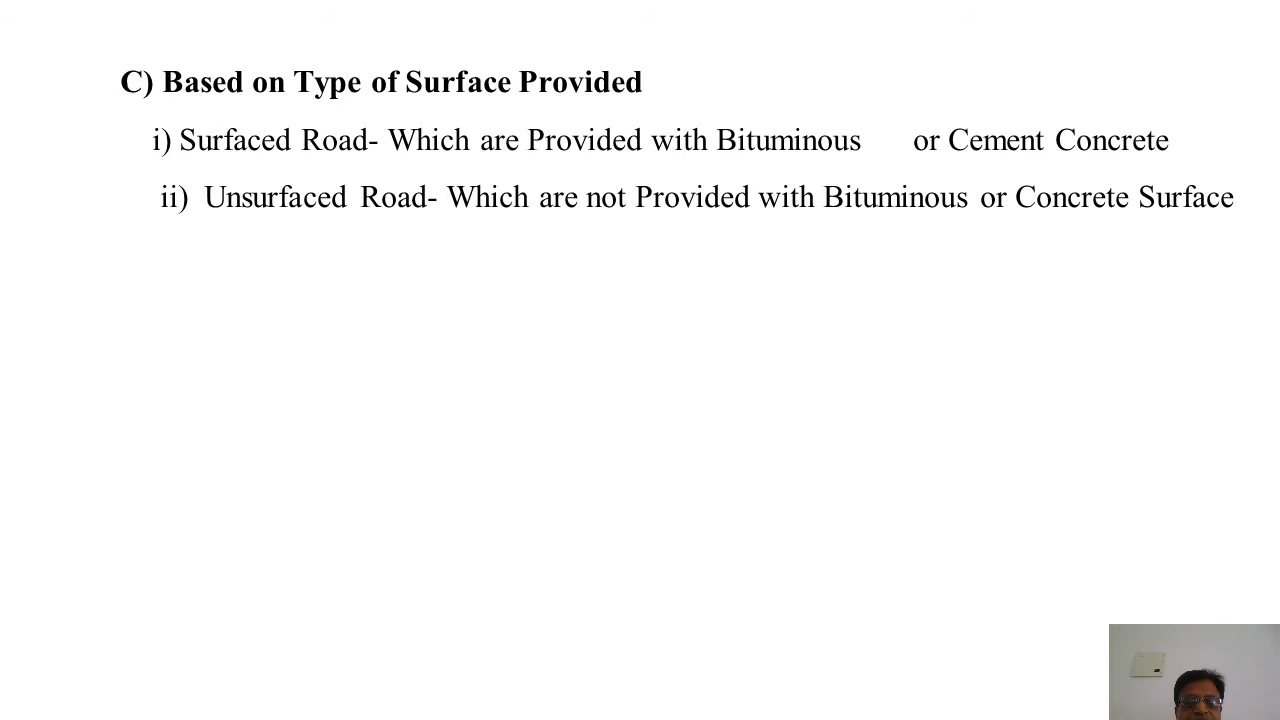 C) Based on Type of Surface Provided
i) Surfaced Road- Which are Provided with Bituminous or Cement Concrete
ii) Unsurfaced Road- Which are not Provided with Bituminous or Concrete Surface